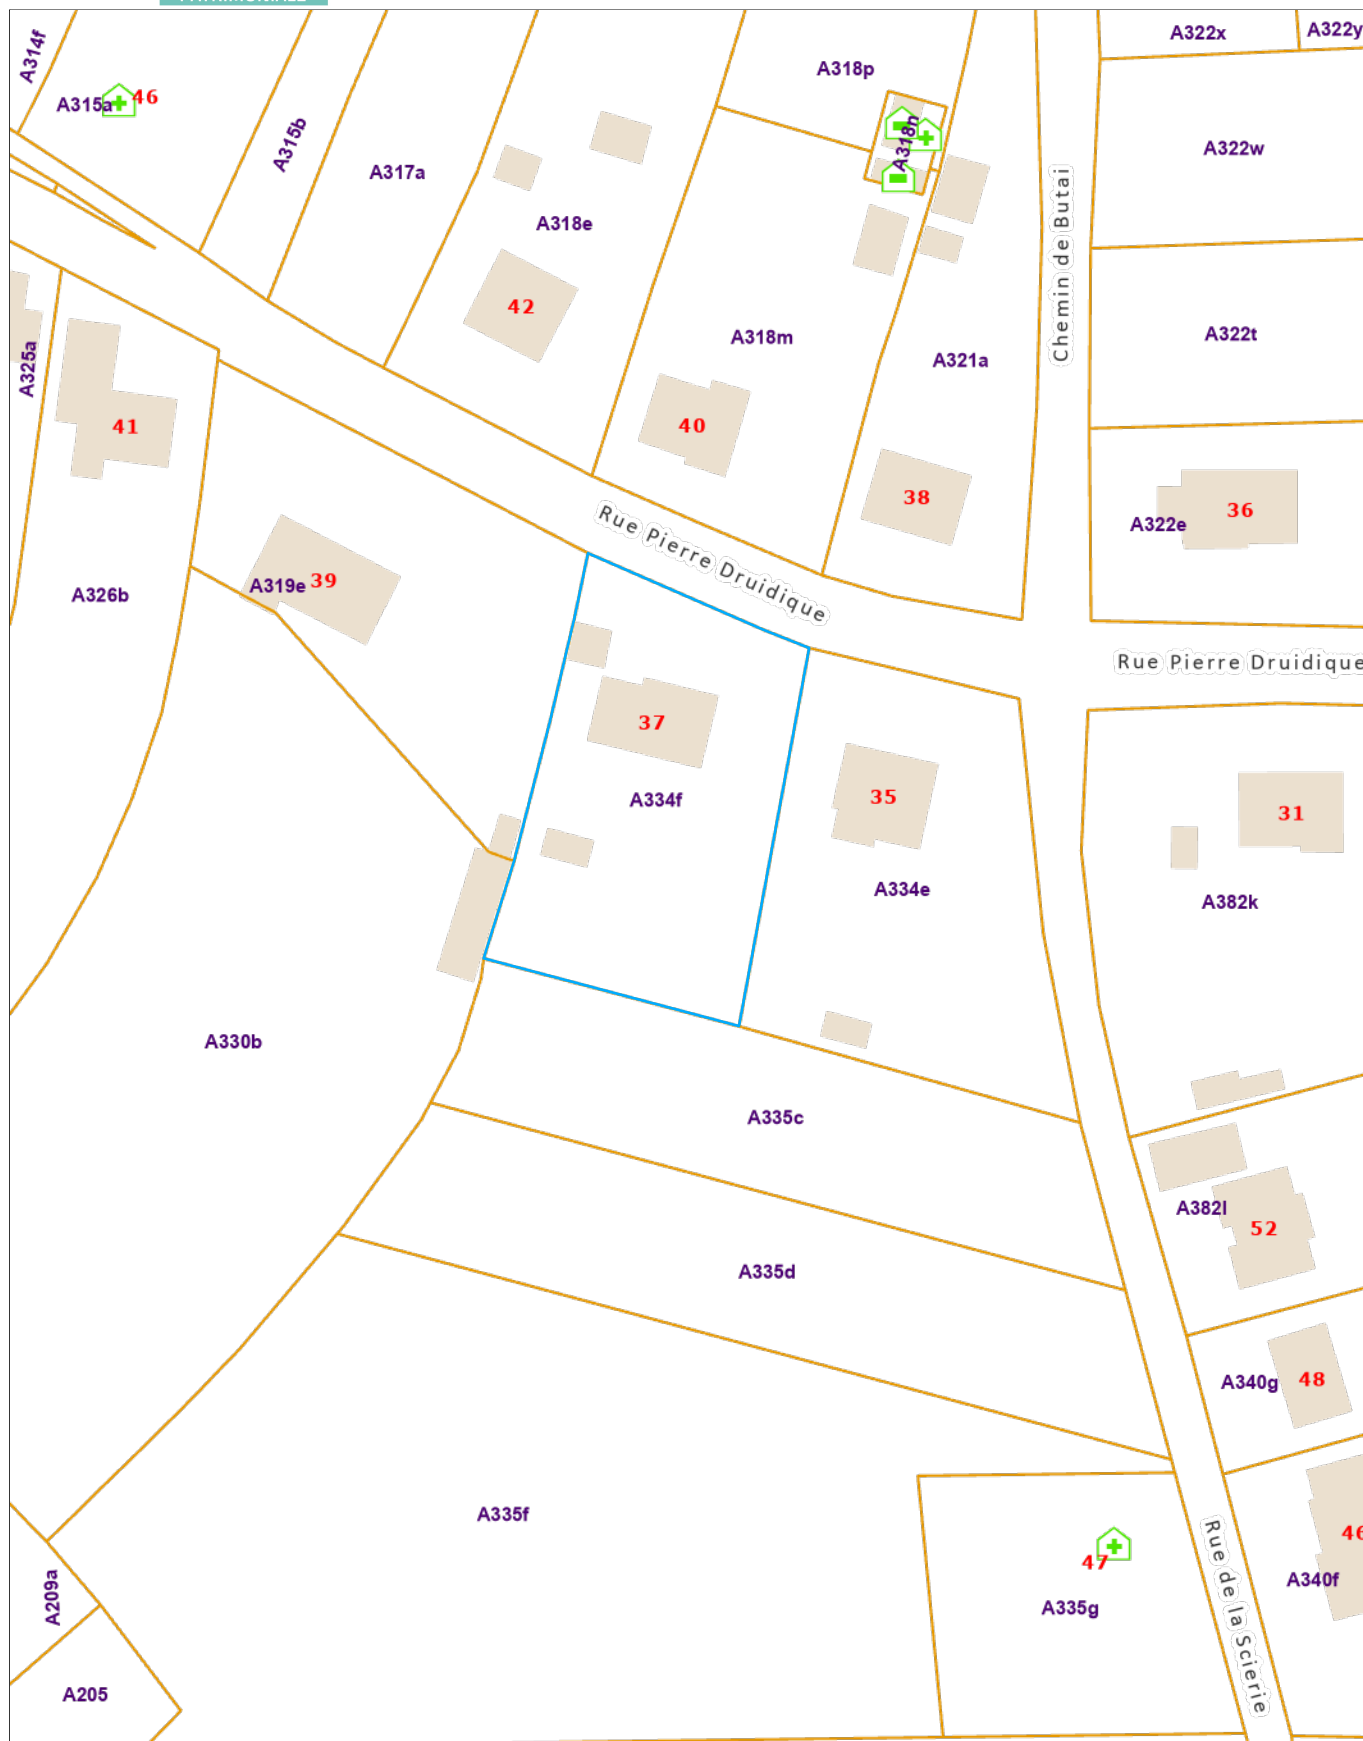 A314f
A315a
46
A315b
A317a
A318e
42
A318p
A318n
A318m
40
A321a
38
Chemin de Butai
A322x
A322y
A322w
A322t
A322e
36
A325a
41
A326b
A319e
39
Rue Pierre Druidique
Rue Pierre Druidique
37
A334f
35
A334e
31
A382k
A330b
A335c
A335d
A382l
52
A340g
48
A335f
47
A335g
Rue de la Scierie
46
A340f
A209a
A205